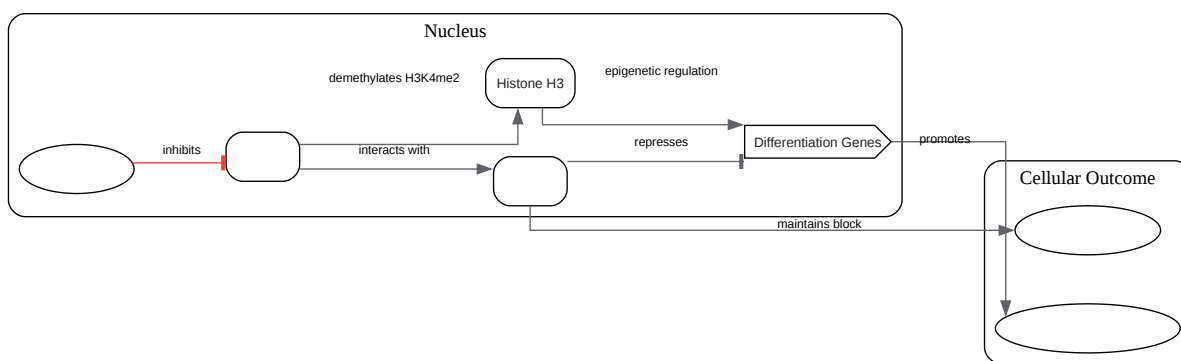 Nucleus
demethylates H3K4me2
Histone H3
epigenetic regulation
inhibits
interacts with
represses
Differentiation Genes
promotes
Cellular Outcome
maintains block